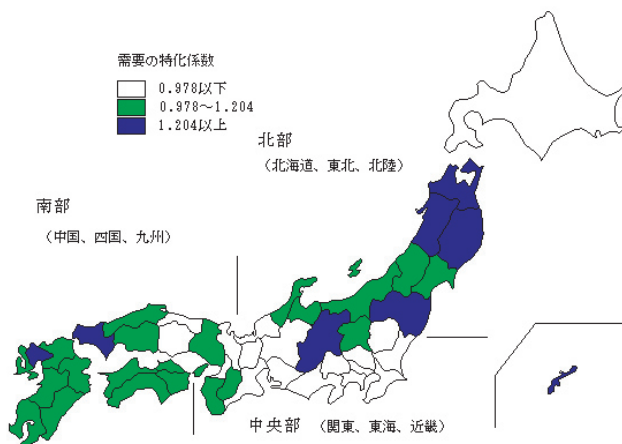 需要の特化係数
0.978以下
0.978～1.204
1.204以上
北部
（北海道、東北、北陸）
南部
（中国、四国、九州）
中央部（関東、東海、近畿）